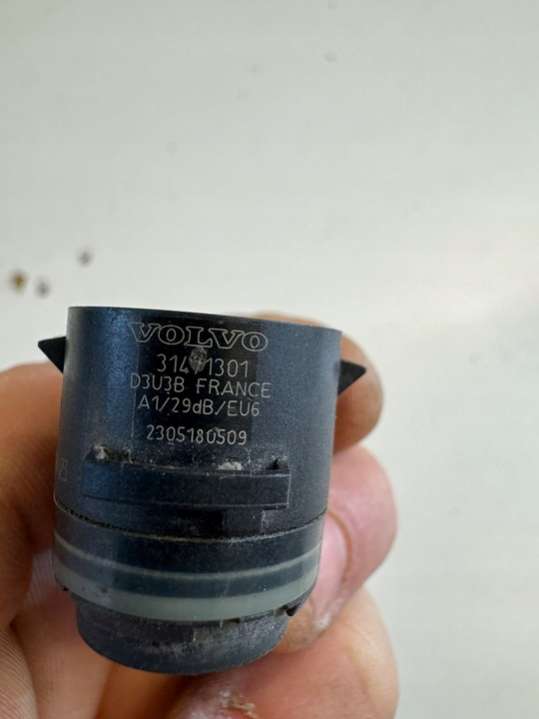 VOLVO
D3U3B FRANCE
A1/29dB/EU6
2305180509